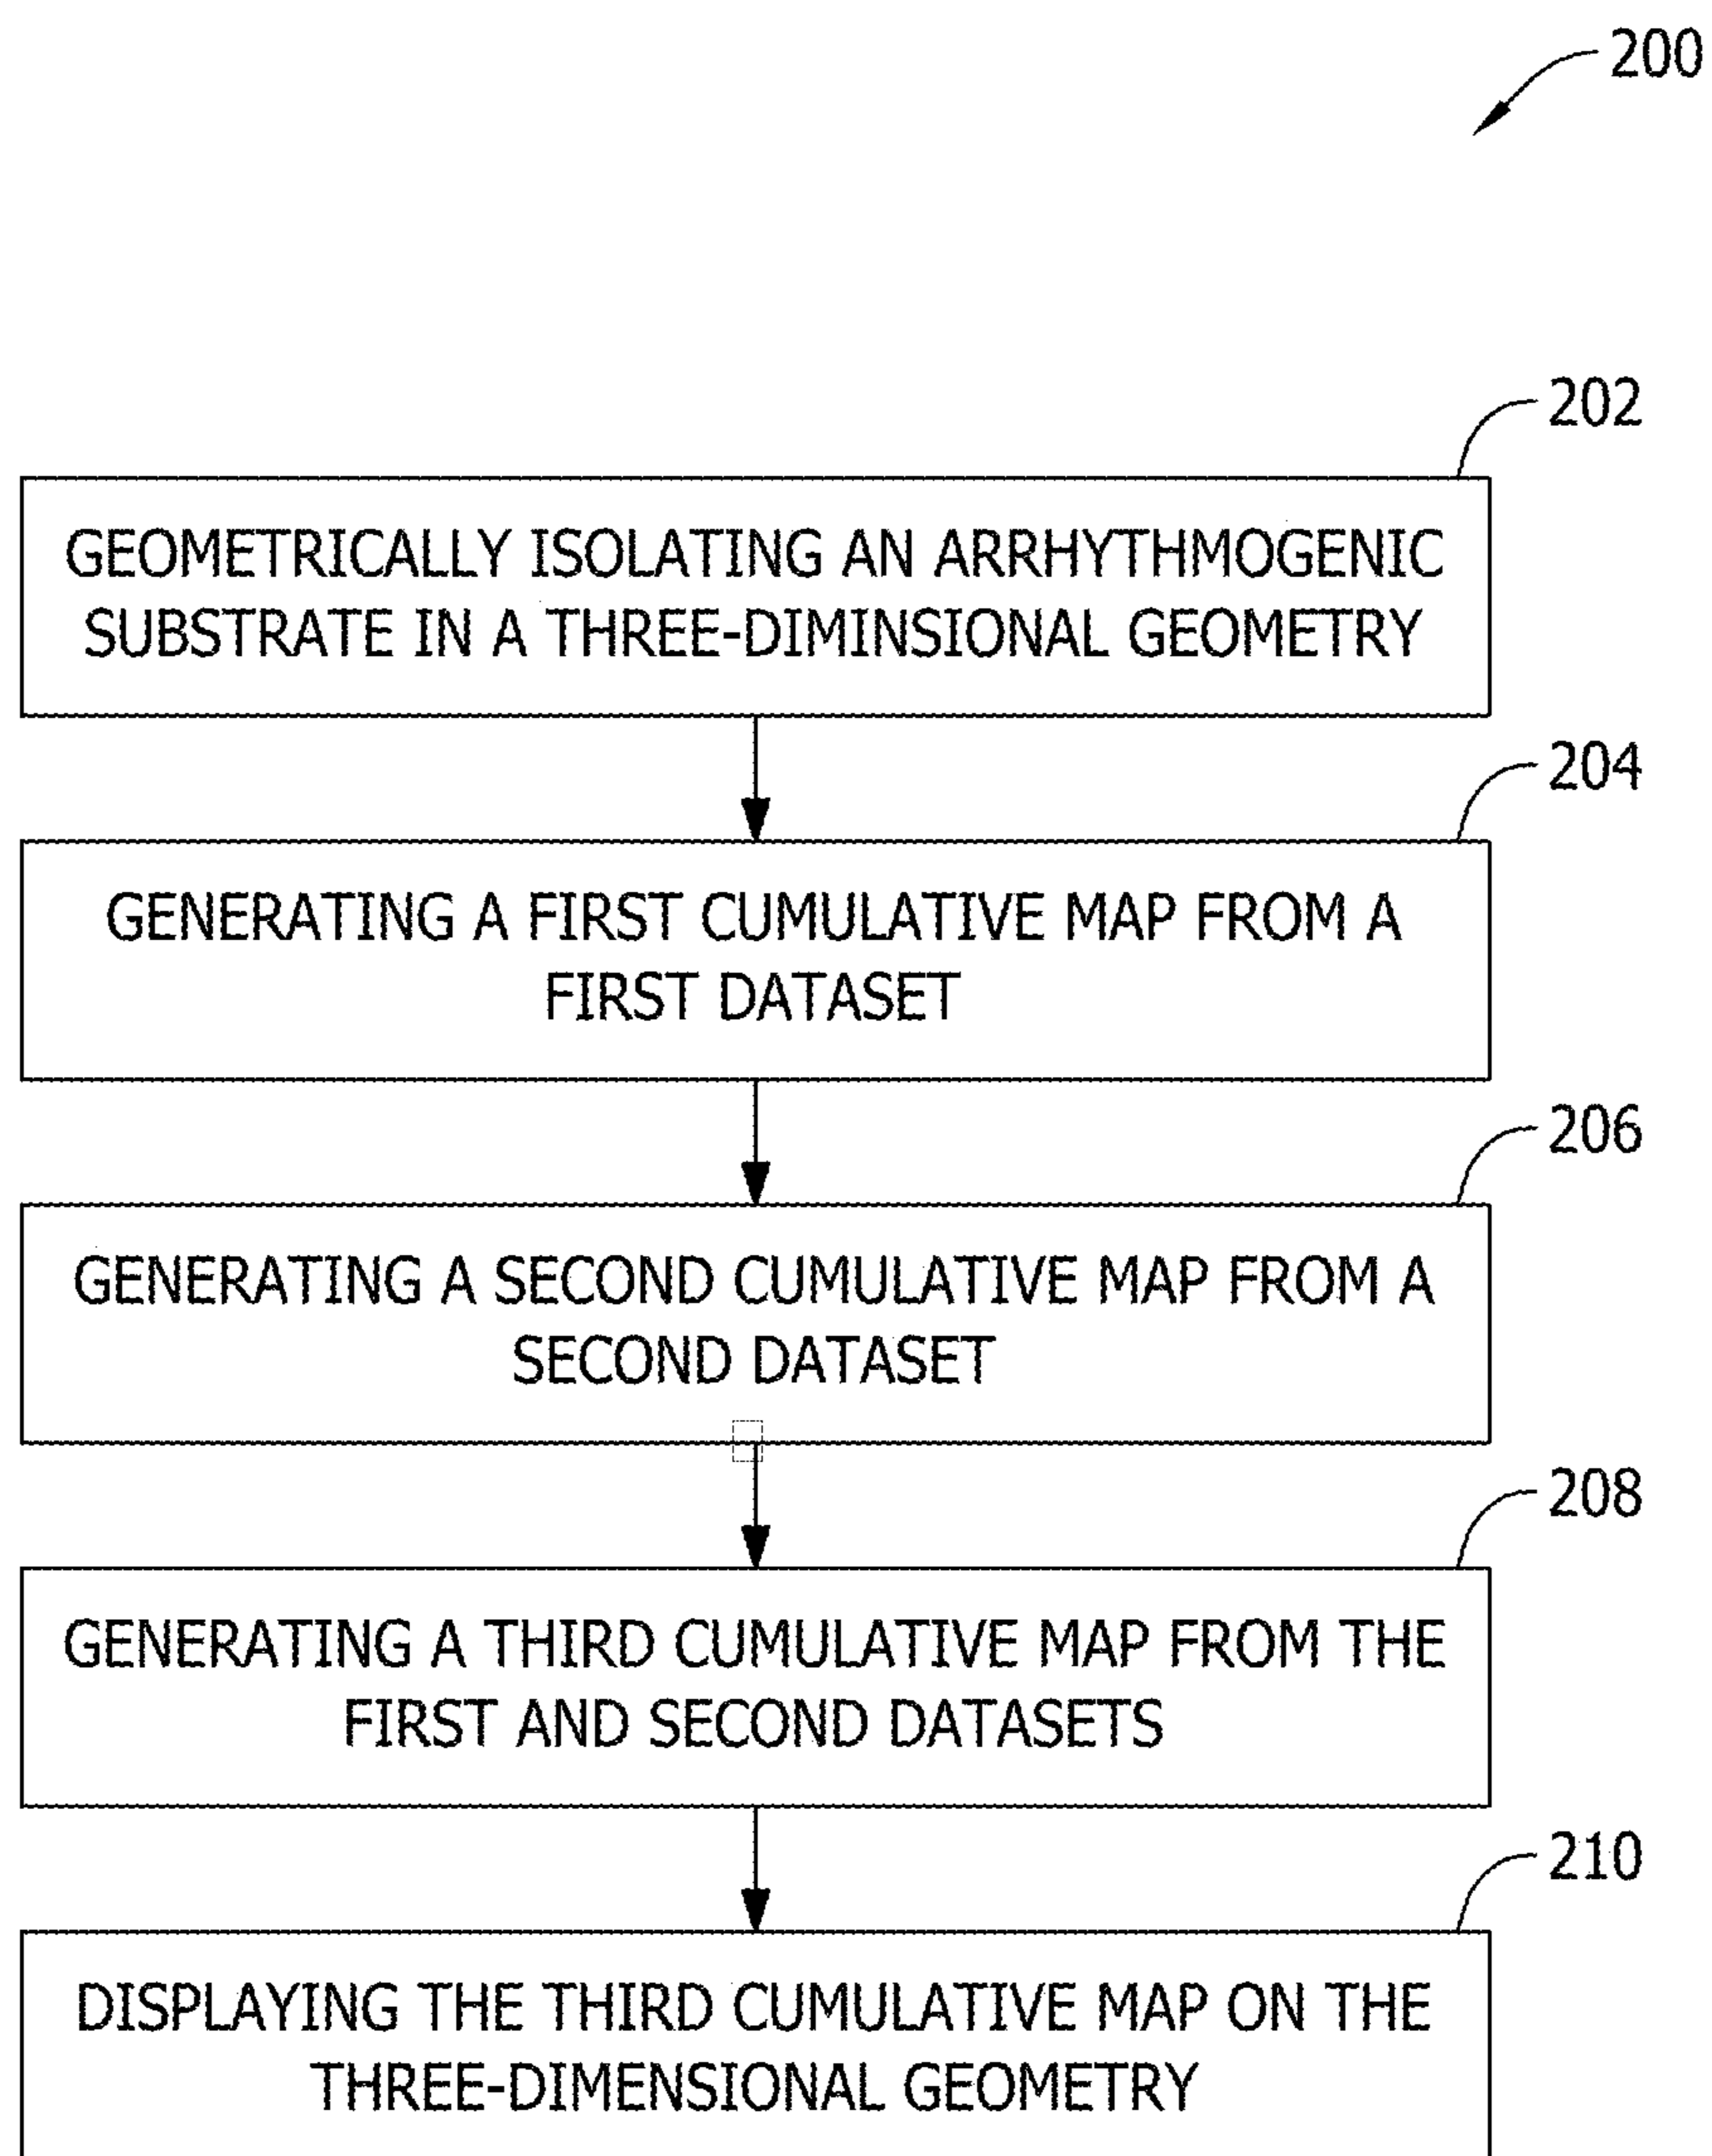 200
202
GEOMETRICALLY ISOLATING AN ARRHYTHMOGENIC
SUBSTRATE IN A THREE-DIMINSIONAL GEOMETRY
204
GENERATING A FIRST CUMULATIVE MAP FROM A
FIRST DATASET
206
GENERATING A SECOND CUMULATIVE MAP FROM A
SECOND DATASET
208
GENERATING A THIRD CUMULATIVE MAP FROM THE
FIRST AND SECOND DATASETS
210
DISPLAYING THE THIRD CUMULATIVE MAP ON THE
THREE-DIMENSIONAL GEOMETRY